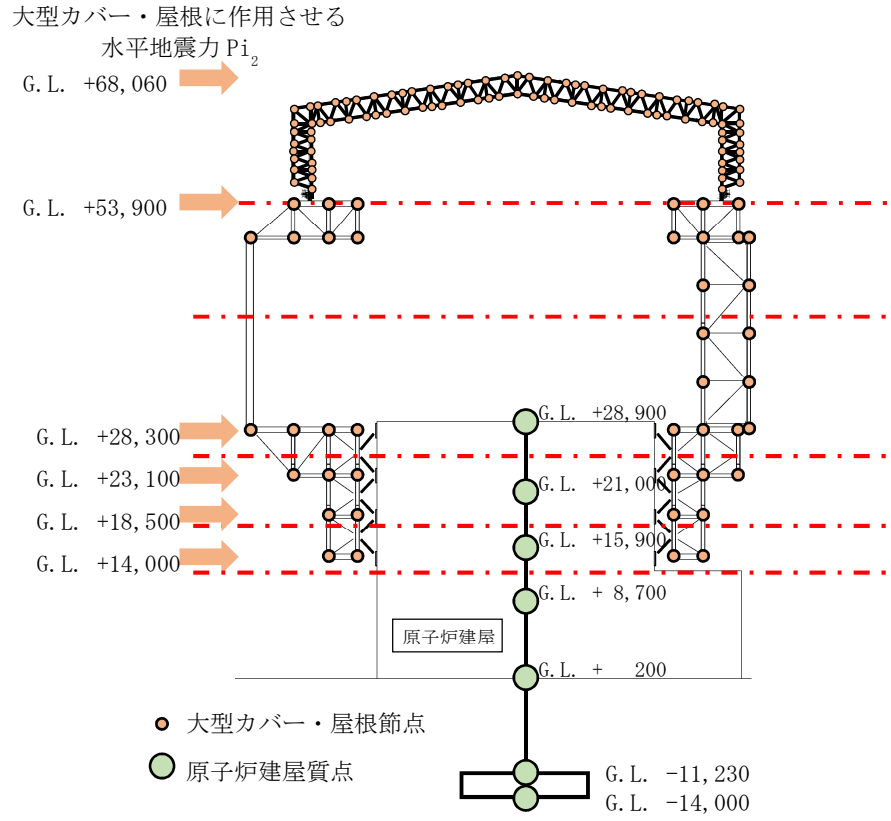 大型カバー・屋根に作用させる
水平地震力 Pi₂
G.L. +68,060
G.L. +53,900
G.L. +28,300
G.L. +23,100
G.L. +18,500
G.L. +14,000
G.L. +28,900
G.L. +21,000
G.L. +15,900
G.L. + 8,700
G.L. + 200
原子炉建屋
大型カバー・屋根節点
原子炉建屋質点
G.L. -11,230
G.L. -14,000